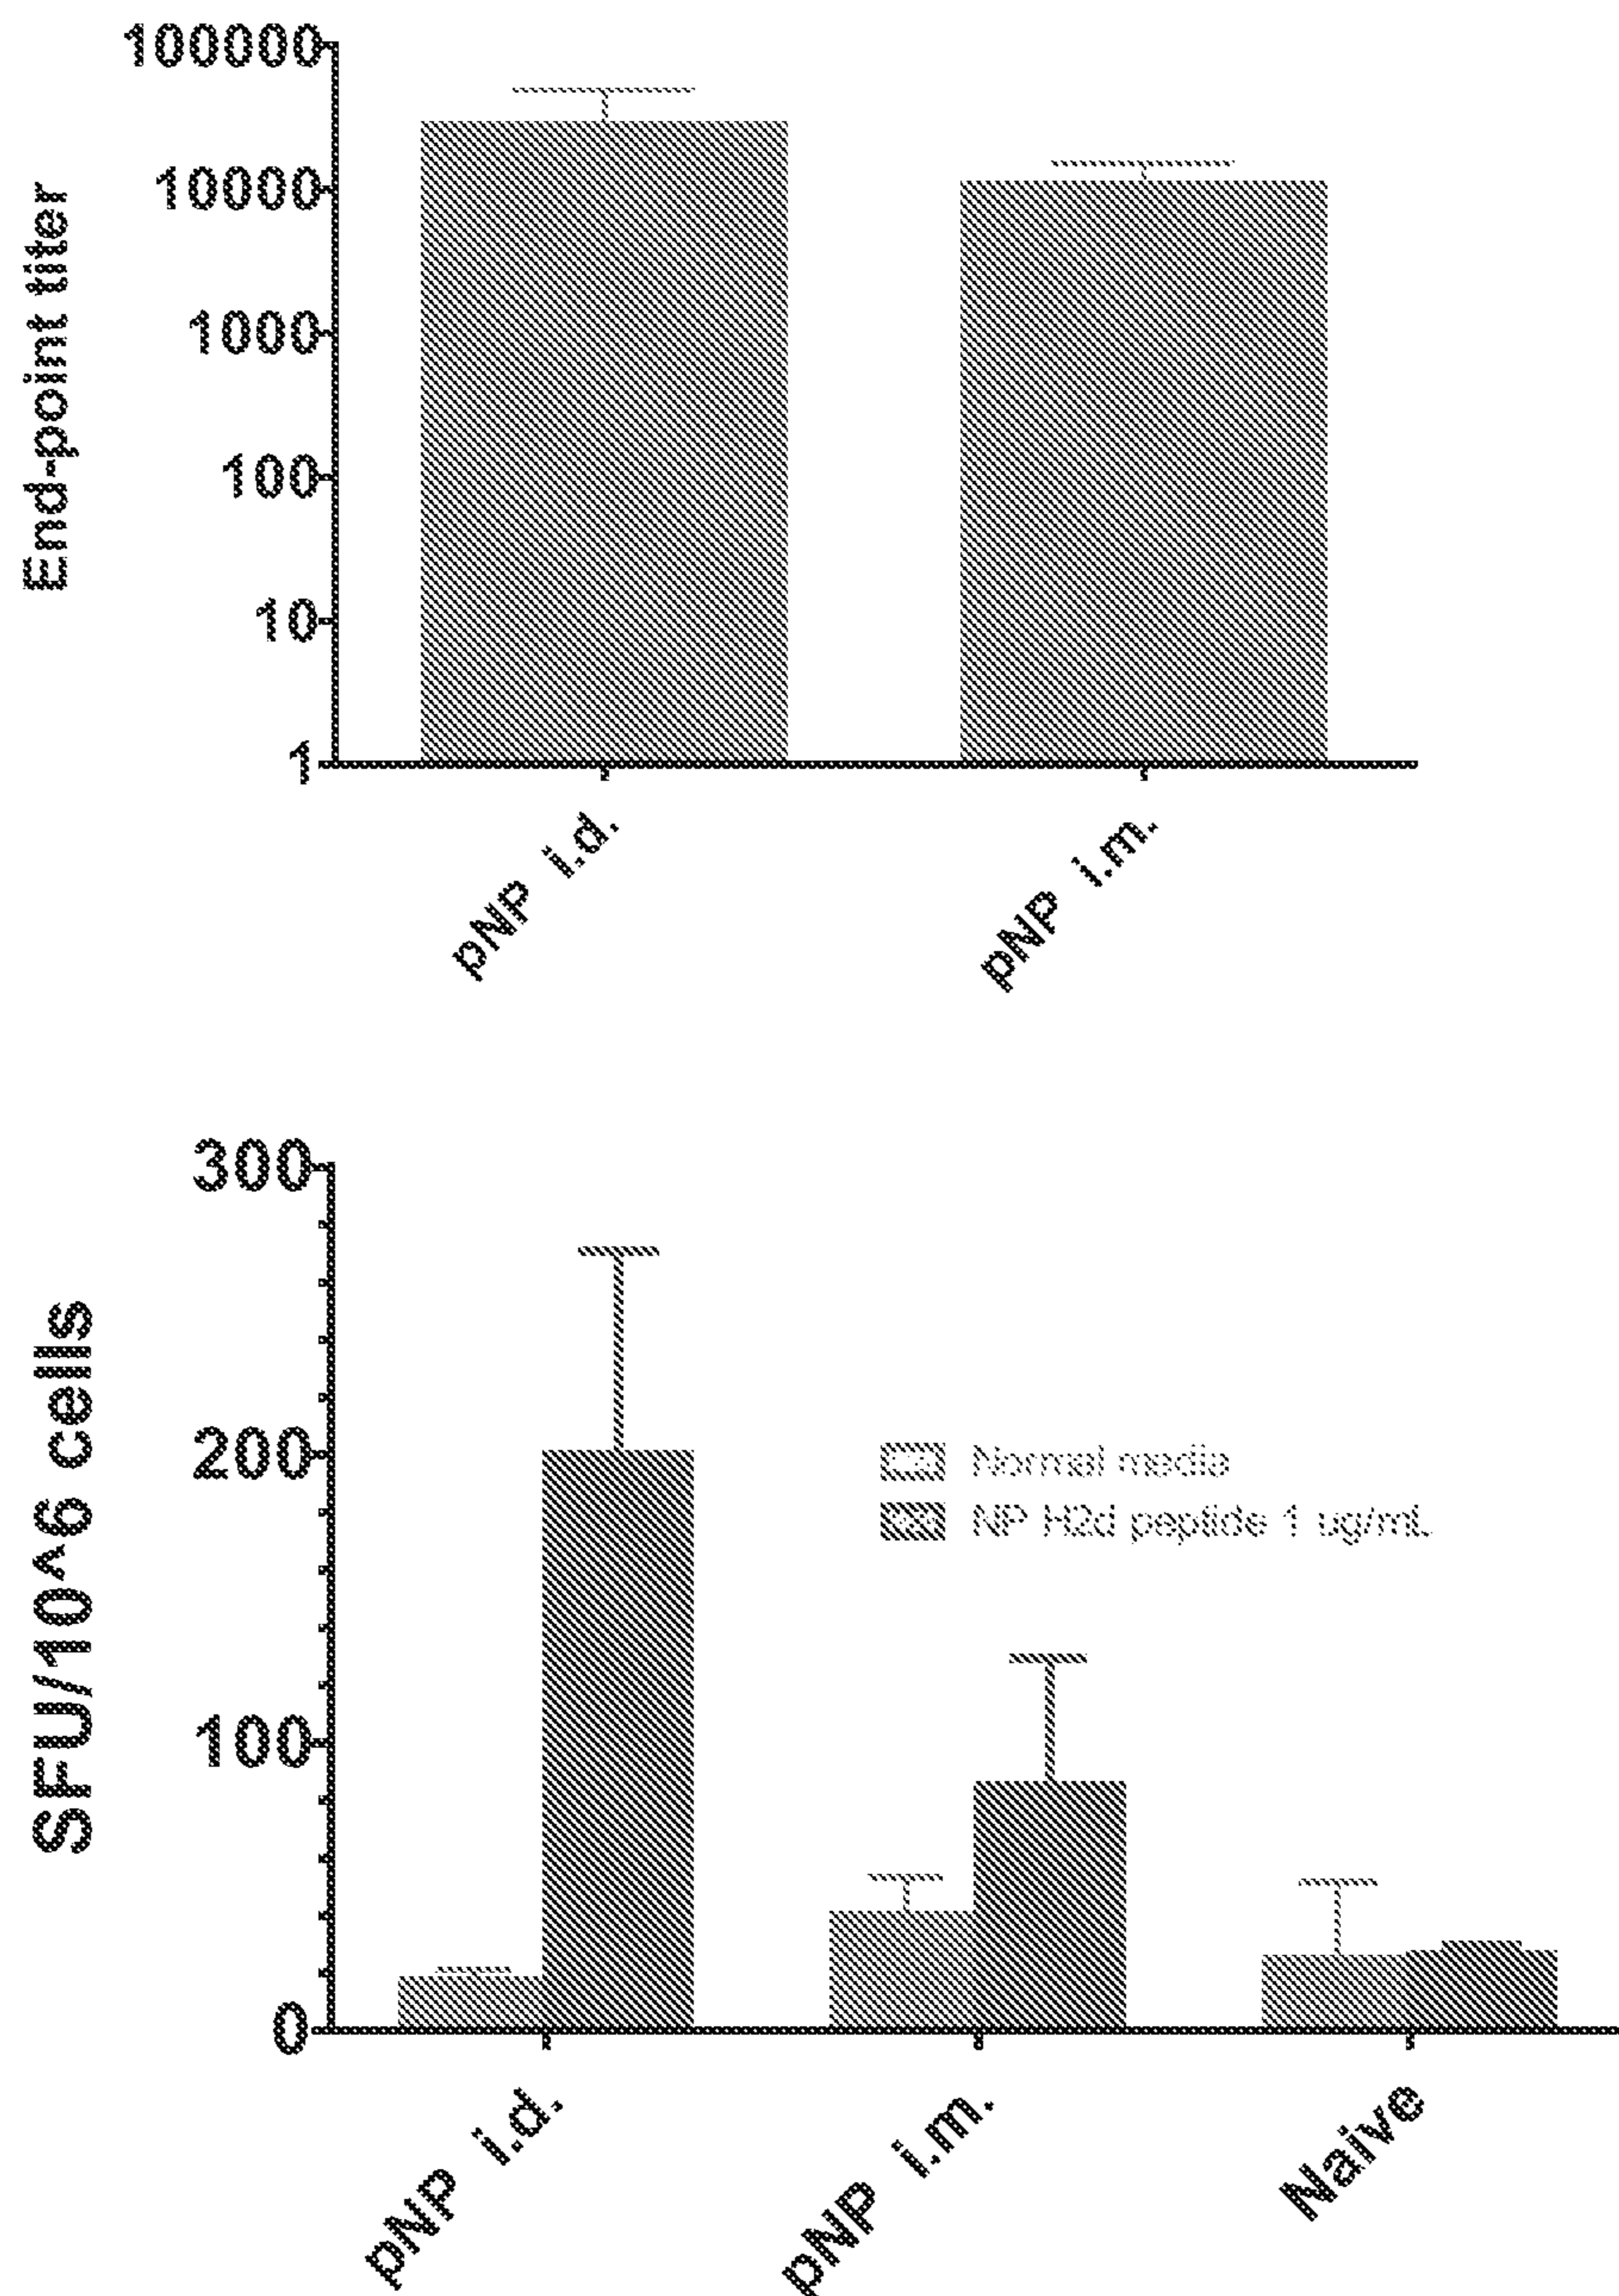 100000
10000
1000
100
10
1
End-point titer
pNP i.d.
pNP i.m.
300
200
100
0
SFU/10^6 cells
Normal media
NP H2d peptide 1 ug/mL
pNP i.d.
pNP i.m.
Naive